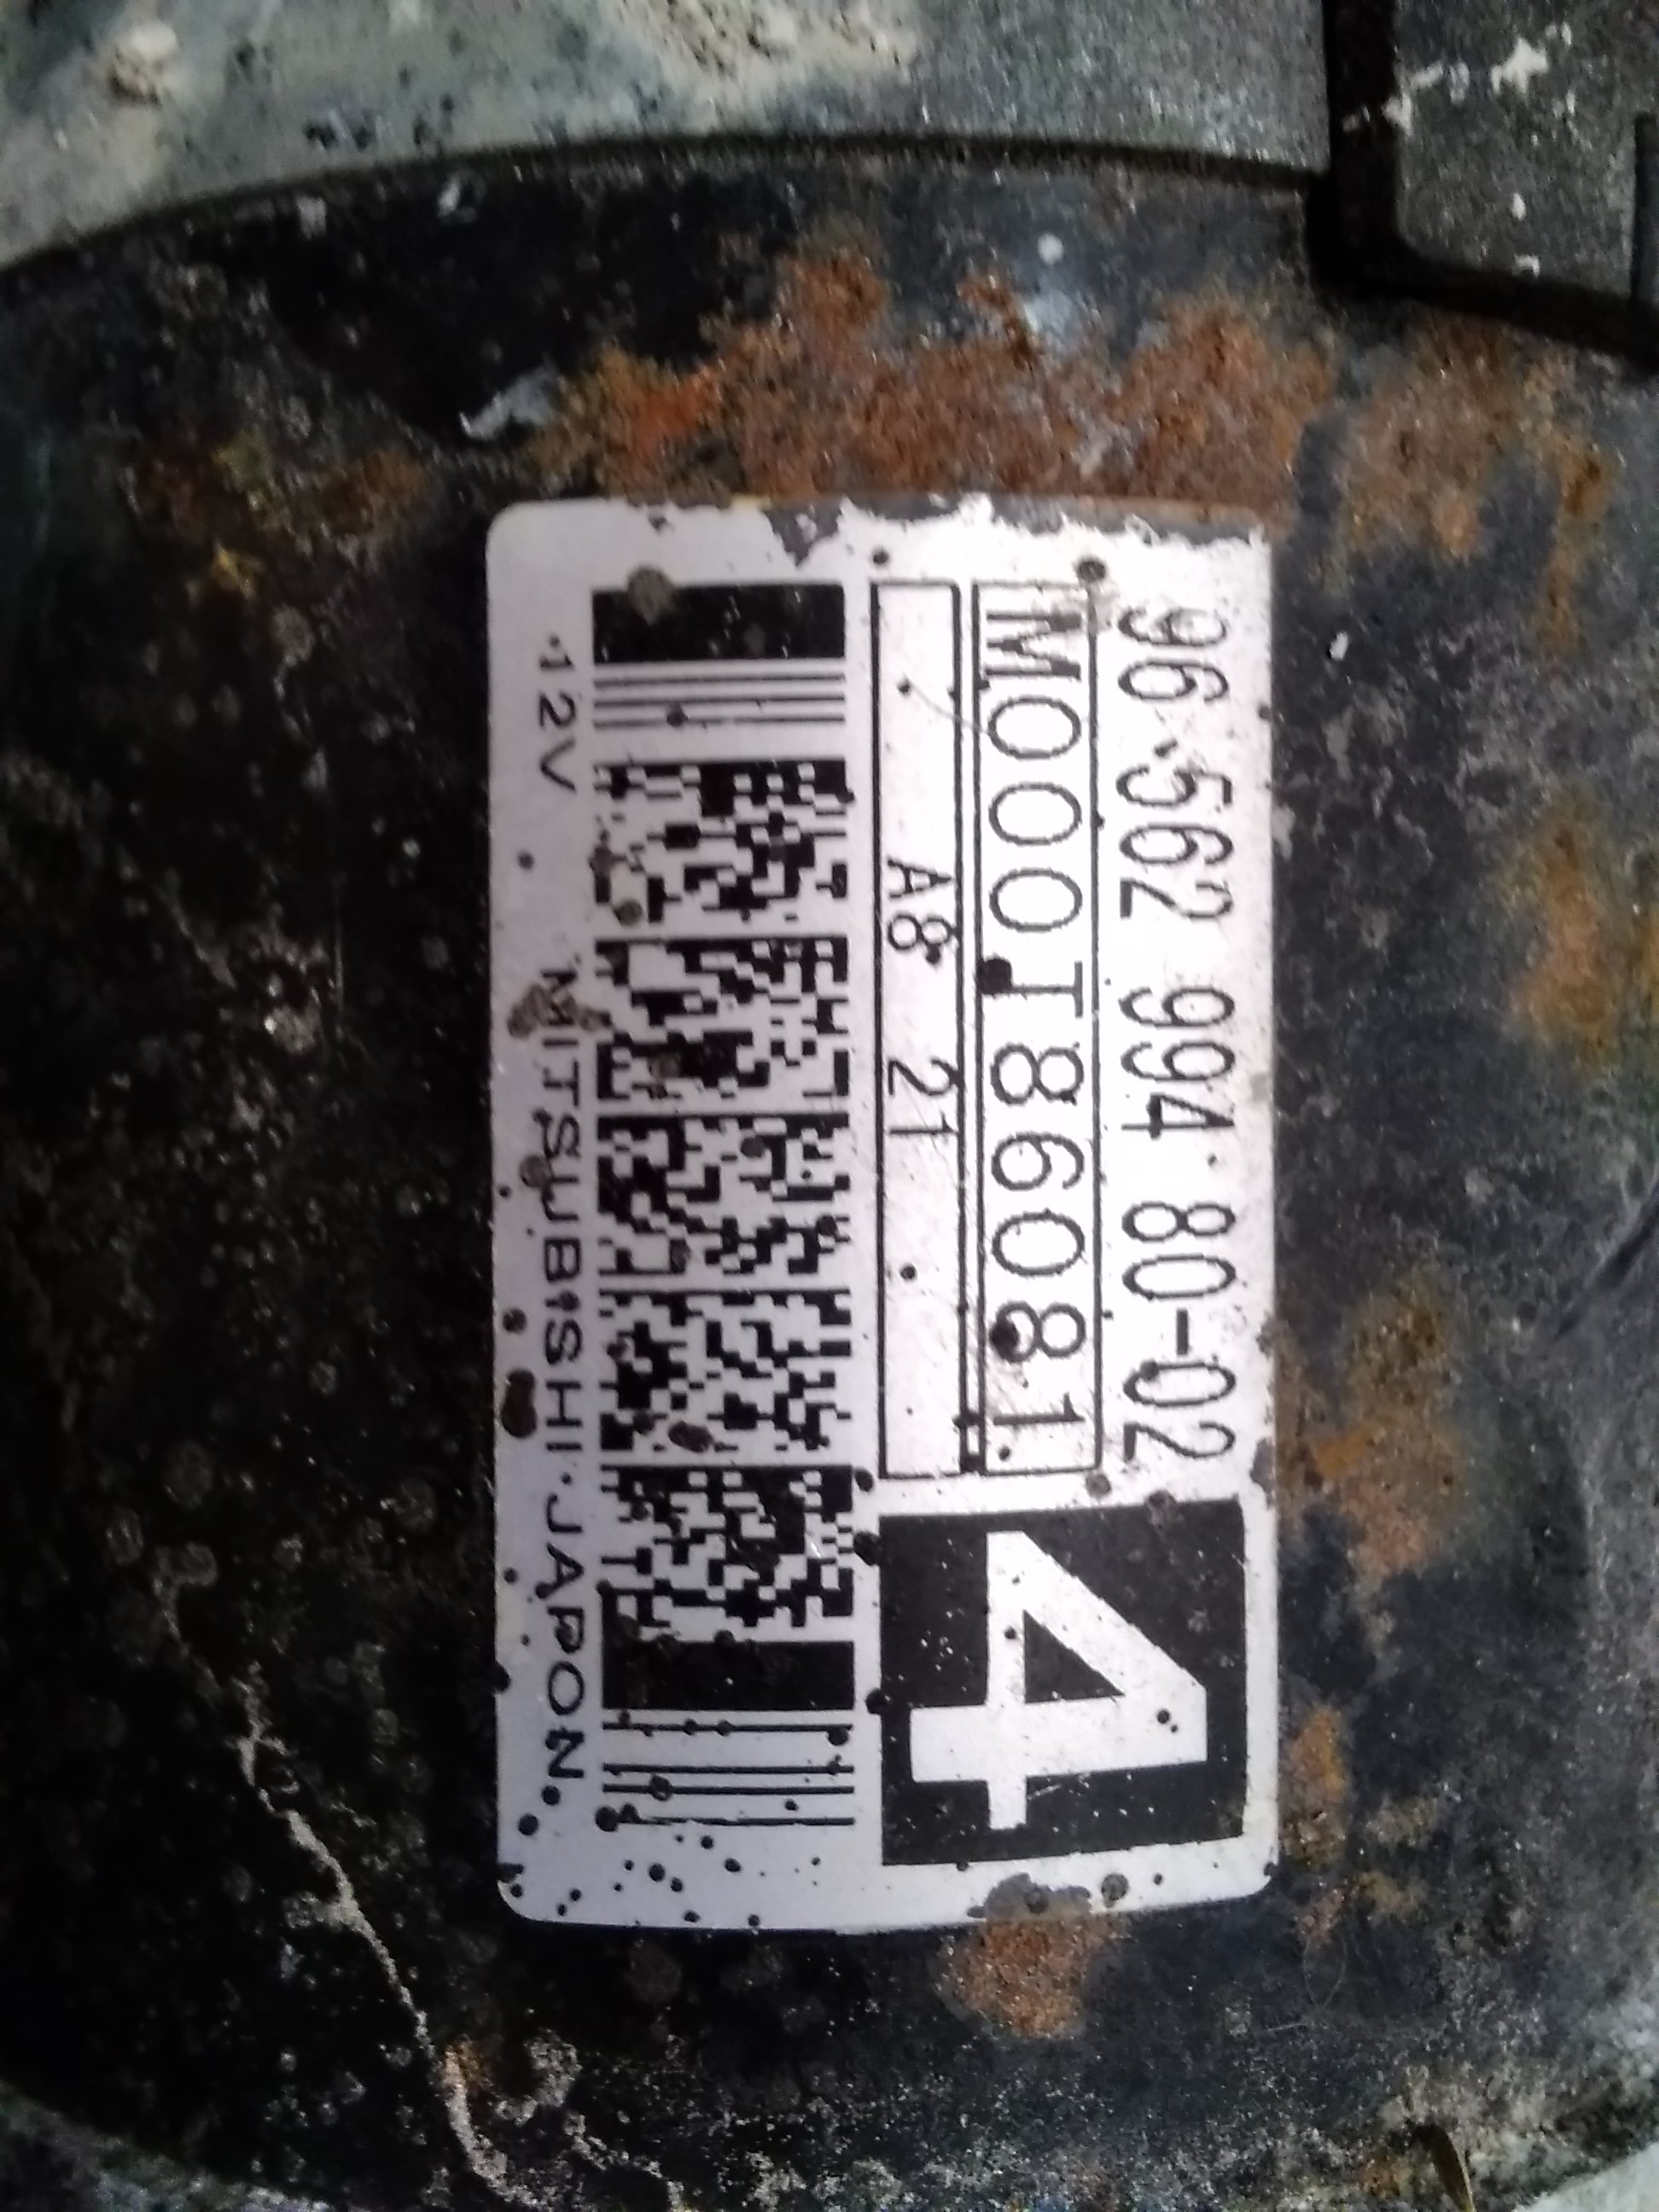 96 562 994 80-02
M000T86081
A8 21
4
12V MITSUBISHI JAPON